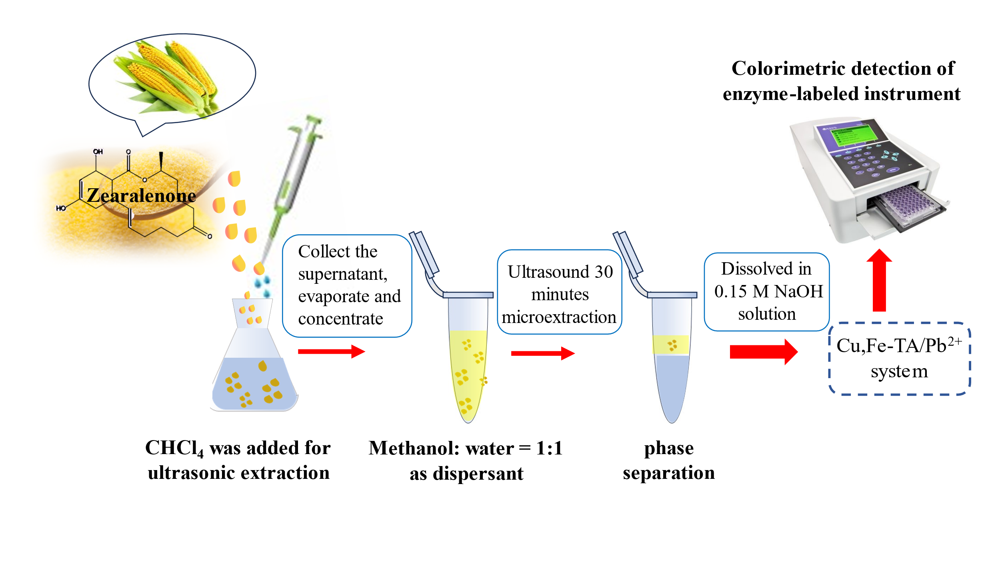 OH
O
O
Zearalenone
HO
O
CHCl₄ was added for
ultrasonic extraction
Collect the
supernatant,
evaporate and
concentrate
Methanol: water = 1:1
as dispersant
Ultrasound 30
minutes
microextraction
phase
separation
Dissolved in
0.15 M NaOH
solution
Cu,Fe-TA/Pb²⁺
system
Colorimetric detection of
enzyme-labeled instrument
ASYS